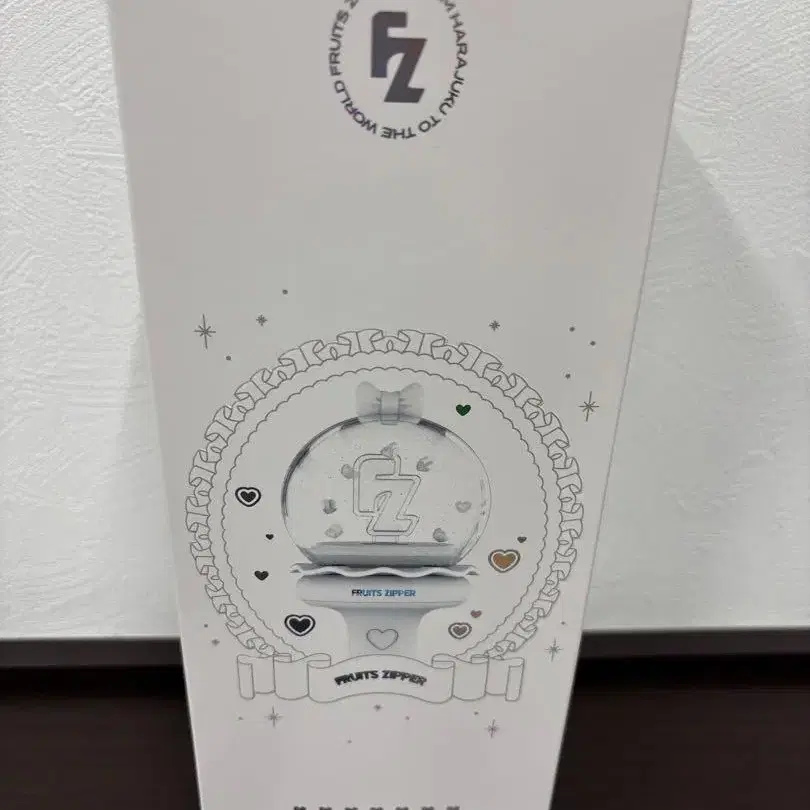 FRUITS Z
M HARAJUKU TO THE WORLD
FZ
FZ
FRUITS ZIPPER
FRUITS ZIPPER